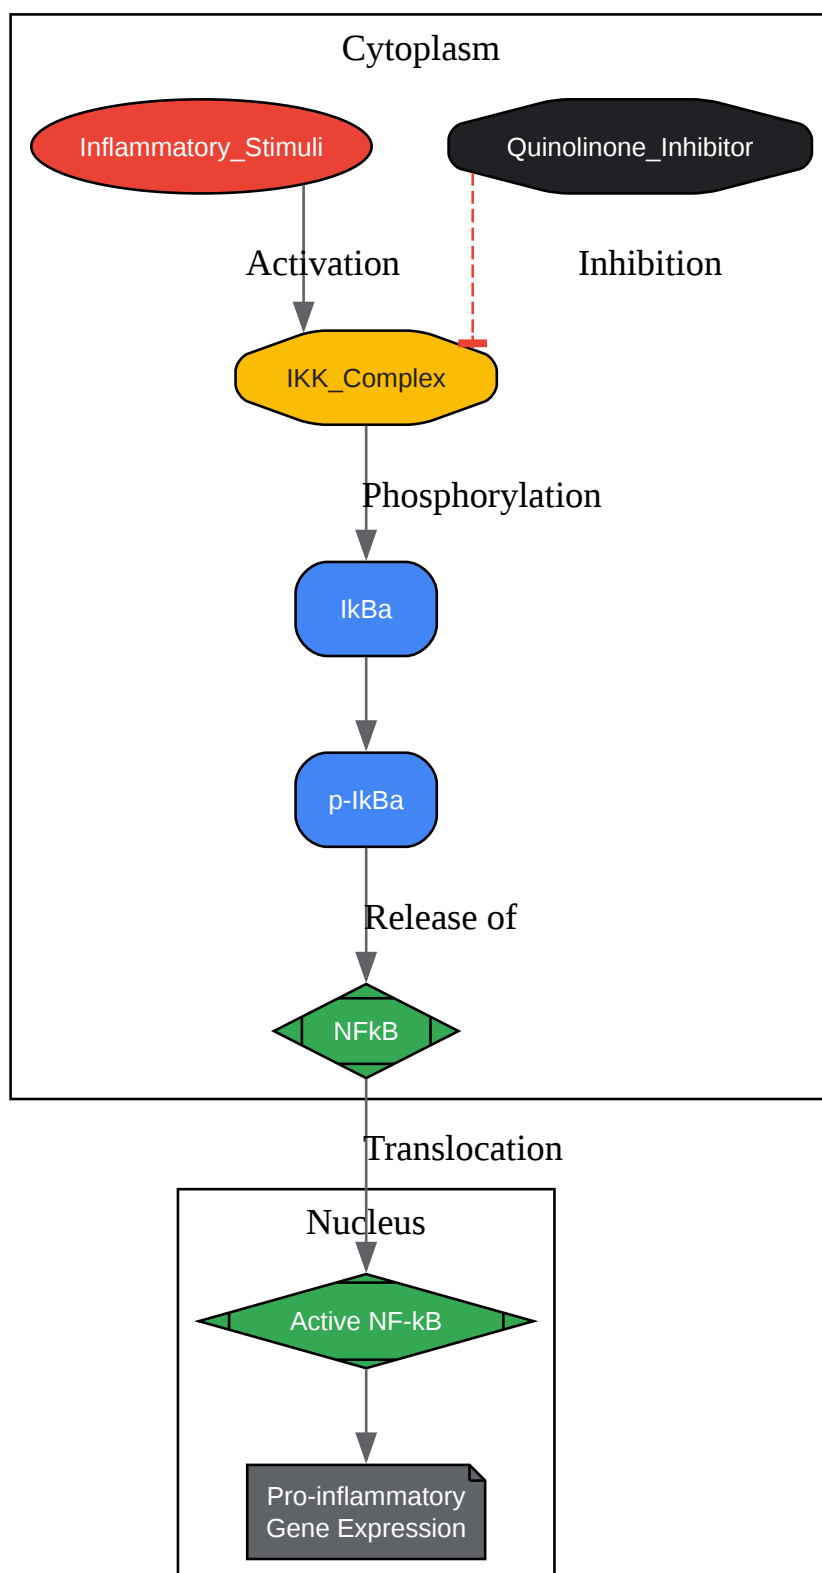 Cytoplasm
Inflammatory_Stimuli
Quinolinone_Inhibitor
Activation
Inhibition
IKK_Complex
Phosphorylation
IkBa
p-IkBa
Release of
NFkB
Translocation
Nucleus
Active NF-kB
Pro-inflammatory
Gene Expression